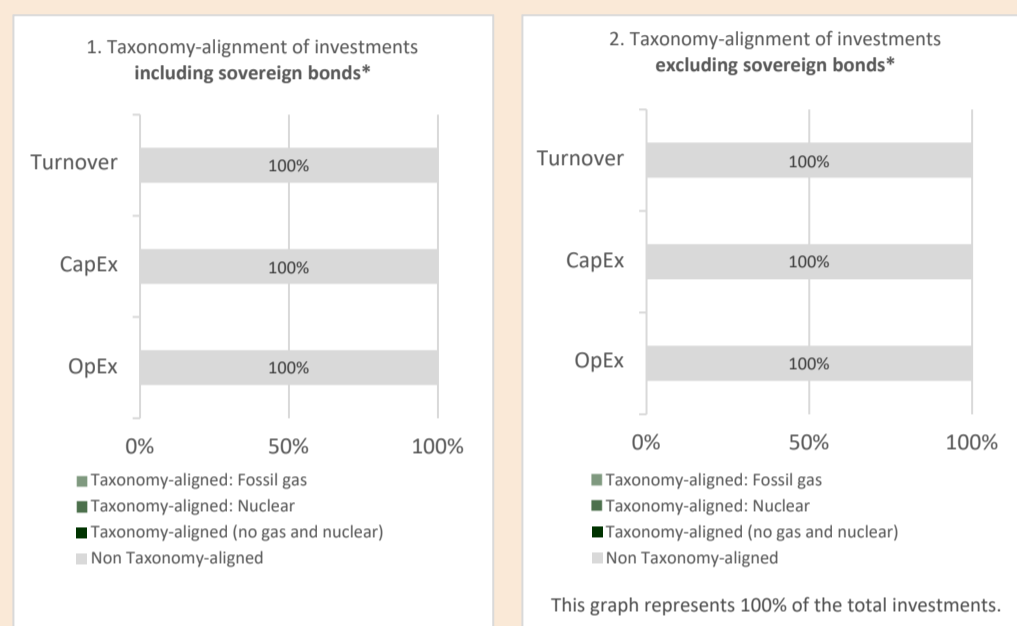 1. Taxonomy-alignment of investments
including sovereign bonds*
Turnover
100%
CapEx
100%
OpEx
100%
0% 50% 100%
Taxonomy-aligned: Fossil gas
Taxonomy-aligned: Nuclear
Taxonomy-aligned (no gas and nuclear)
Non Taxonomy-aligned
2. Taxonomy-alignment of investments
excluding sovereign bonds*
Turnover
100%
CapEx
100%
OpEx
100%
0% 50% 100%
Taxonomy-aligned: Fossil gas
Taxonomy-aligned: Nuclear
Taxonomy-aligned (no gas and nuclear)
Non Taxonomy-aligned
This graph represents 100% of the total investments.